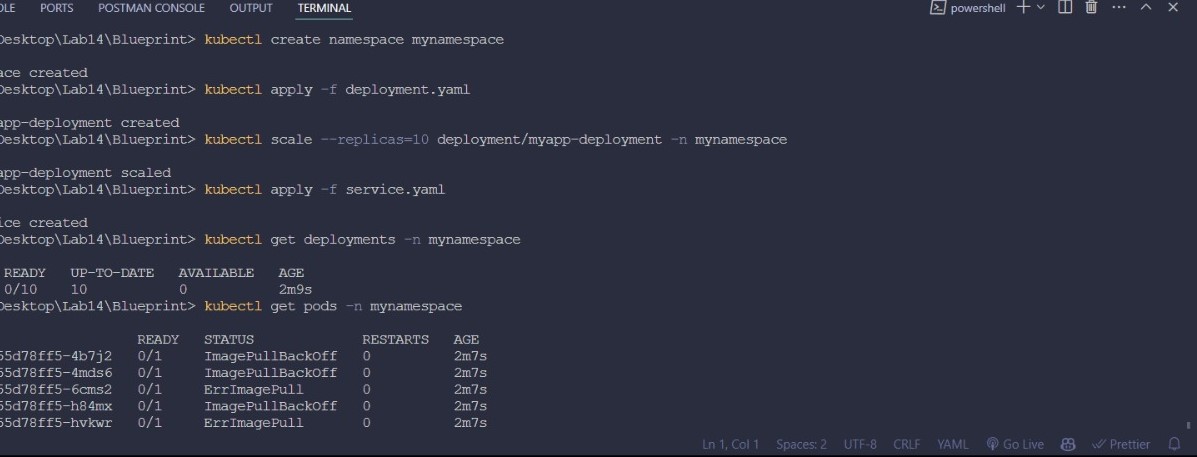 OLE PORTS POSTMAN CONSOLE OUTPUT TERMINAL powershell
Desktop\Lab14\Blueprint> kubectl create namespace mynamespace
ace created
Desktop\Lab14\Blueprint> kubectl apply -f deployment.yaml
app-deployment created
Desktop\Lab14\Blueprint> kubectl scale --replicas=10 deployment/myapp-deployment -n mynamespace
app-deployment scaled
Desktop\Lab14\Blueprint> kubectl apply -f service.yaml
ice created
Desktop\Lab14\Blueprint> kubectl get deployments -n mynamespace
READY UP-TO-DATE AVAILABLE AGE
0/10 10 0 2m9s
Desktop\Lab14\Blueprint> kubectl get pods -n mynamespace
READY STATUS RESTARTS AGE
55d78ff5-4b7j2 0/1 ImagePullBackOff 0 2m7s
55d78ff5-4mds6 0/1 ImagePullBackOff 0 2m7s
55d78ff5-6cms2 0/1 ErrImagePull 0 2m7s
55d78ff5-h84mx 0/1 ImagePullBackOff 0 2m7s
55d78ff5-hvkwr 0/1 ErrImagePull 0 2m7s
Ln 1, Col 1 Spaces: 2 UTF-8 CRLF YAML Go Live Prettier